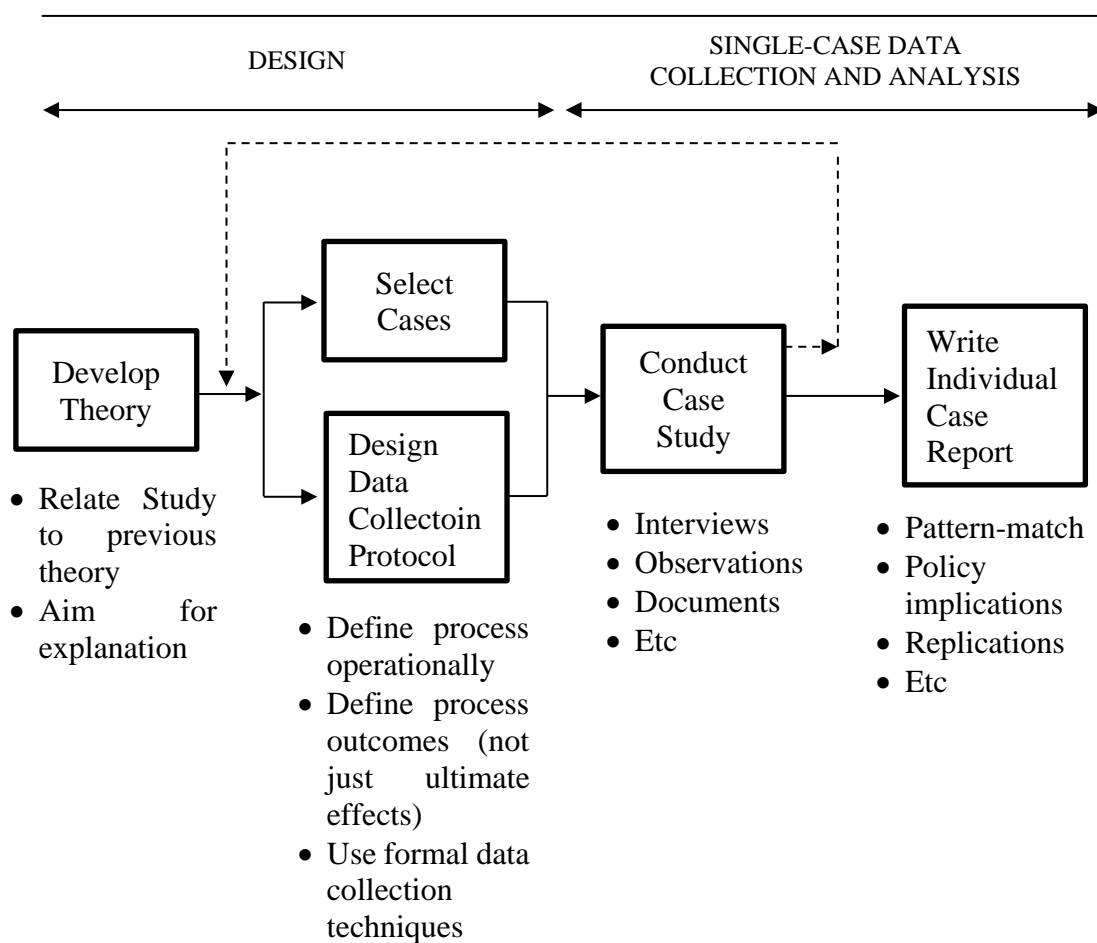 DESIGN
SINGLE-CASE DATA
COLLECTION AND ANALYSIS
Develop
Theory
• Relate Study
to previous
theory
• Aim for
explanation
Select
Cases
Design
Data
Collectoin
Protocol
• Define process
operationally
• Define process
outcomes (not
just ultimate
effects)
• Use formal data
collection
techniques
Conduct
Case
Study
• Interviews
• Observations
• Documents
• Etc
Write
Individual
Case
Report
• Pattern-match
• Policy
implications
• Replications
• Etc